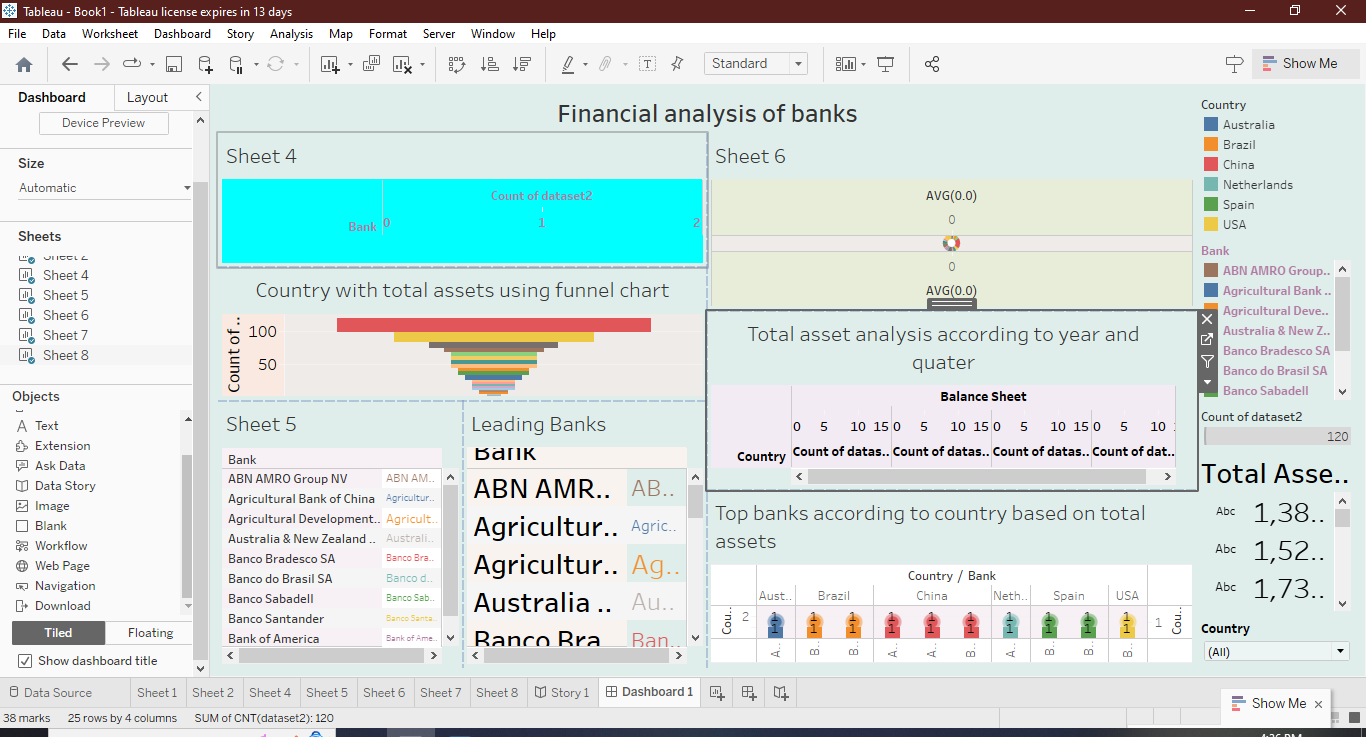 Tableau - Book1 - Tableau license expires in 13 days
File Data Worksheet Dashboard Story Analysis Map Format Server Window Help
Standard
Show Me
Dashboard Layout
Device Preview
Size
Automatic
Sheets
Sheet 2
Sheet 4
Sheet 5
Sheet 6
Sheet 7
Sheet 8
Objects
Text
Extension
Ask Data
Data Story
Image
Blank
Workflow
Web Page
Navigation
Download
Tiled Floating
Show dashboard title
Financial analysis of banks
Sheet 4
Count of dataset2
Bank 0 1 2
Sheet 6
AVG(0.0)
0
0
AVG(0.0)
Country with total assets using funnel chart
Count of..
100
50
Total asset analysis according to year and
quater
Balance Sheet
0 5 10 15 0 5 10 15 0 5 10 15 0 5 10
Country Count of datas.. Count of datas.. Count of datas.. Count of dat..
Sheet 5
Bank
ABN AMRO Group NV ABN AM..
Agricultural Bank of China Agricultur..
Agricultural Development.. Agricult..
Australia & New Zealand .. Australi..
Banco Bradesco SA Banco Bra..
Banco do Brasil SA Banco d..
Banco Sabadell Banco Sab..
Banco Santander Banco Santa..
Bank of America Bank of Ame..
Leading Banks
Bank
ABN AMR.. AB..
Agricultur.. Agric..
Agricultur.. Ag..
Australia .. Au..
Banco Bra.. Ban..
Top banks according to country based on total
assets
Country / Bank
Aust.. Brazil China Neth.. Spain USA
Cou.. 2 1 1 1 1 1 1 1 1 1 1 Cou..
1 1 1 1 1 1 1 1 1
A.. B.. B.. A.. A.. B.. A.. B.. B.. B..
Country
Australia
Brazil
China
Netherlands
Spain
USA
Bank
ABN AMRO Group..
Agricultural Bank ..
Agricultural Deve..
Australia & New Z..
Banco Bradesco SA
Banco do Brasil SA
Banco Sabadell
Count of dataset2
120
Total Asse..
Abc 1,38..
Abc 1,52..
Abc 1,73..
Country
(All)
Data Source Sheet 1 Sheet 2 Sheet 4 Sheet 5 Sheet 6 Sheet 7 Sheet 8 Story 1 Dashboard 1
Show Me
38 marks 25 rows by 4 columns SUM of CNT(dataset2): 120
4:36 PM